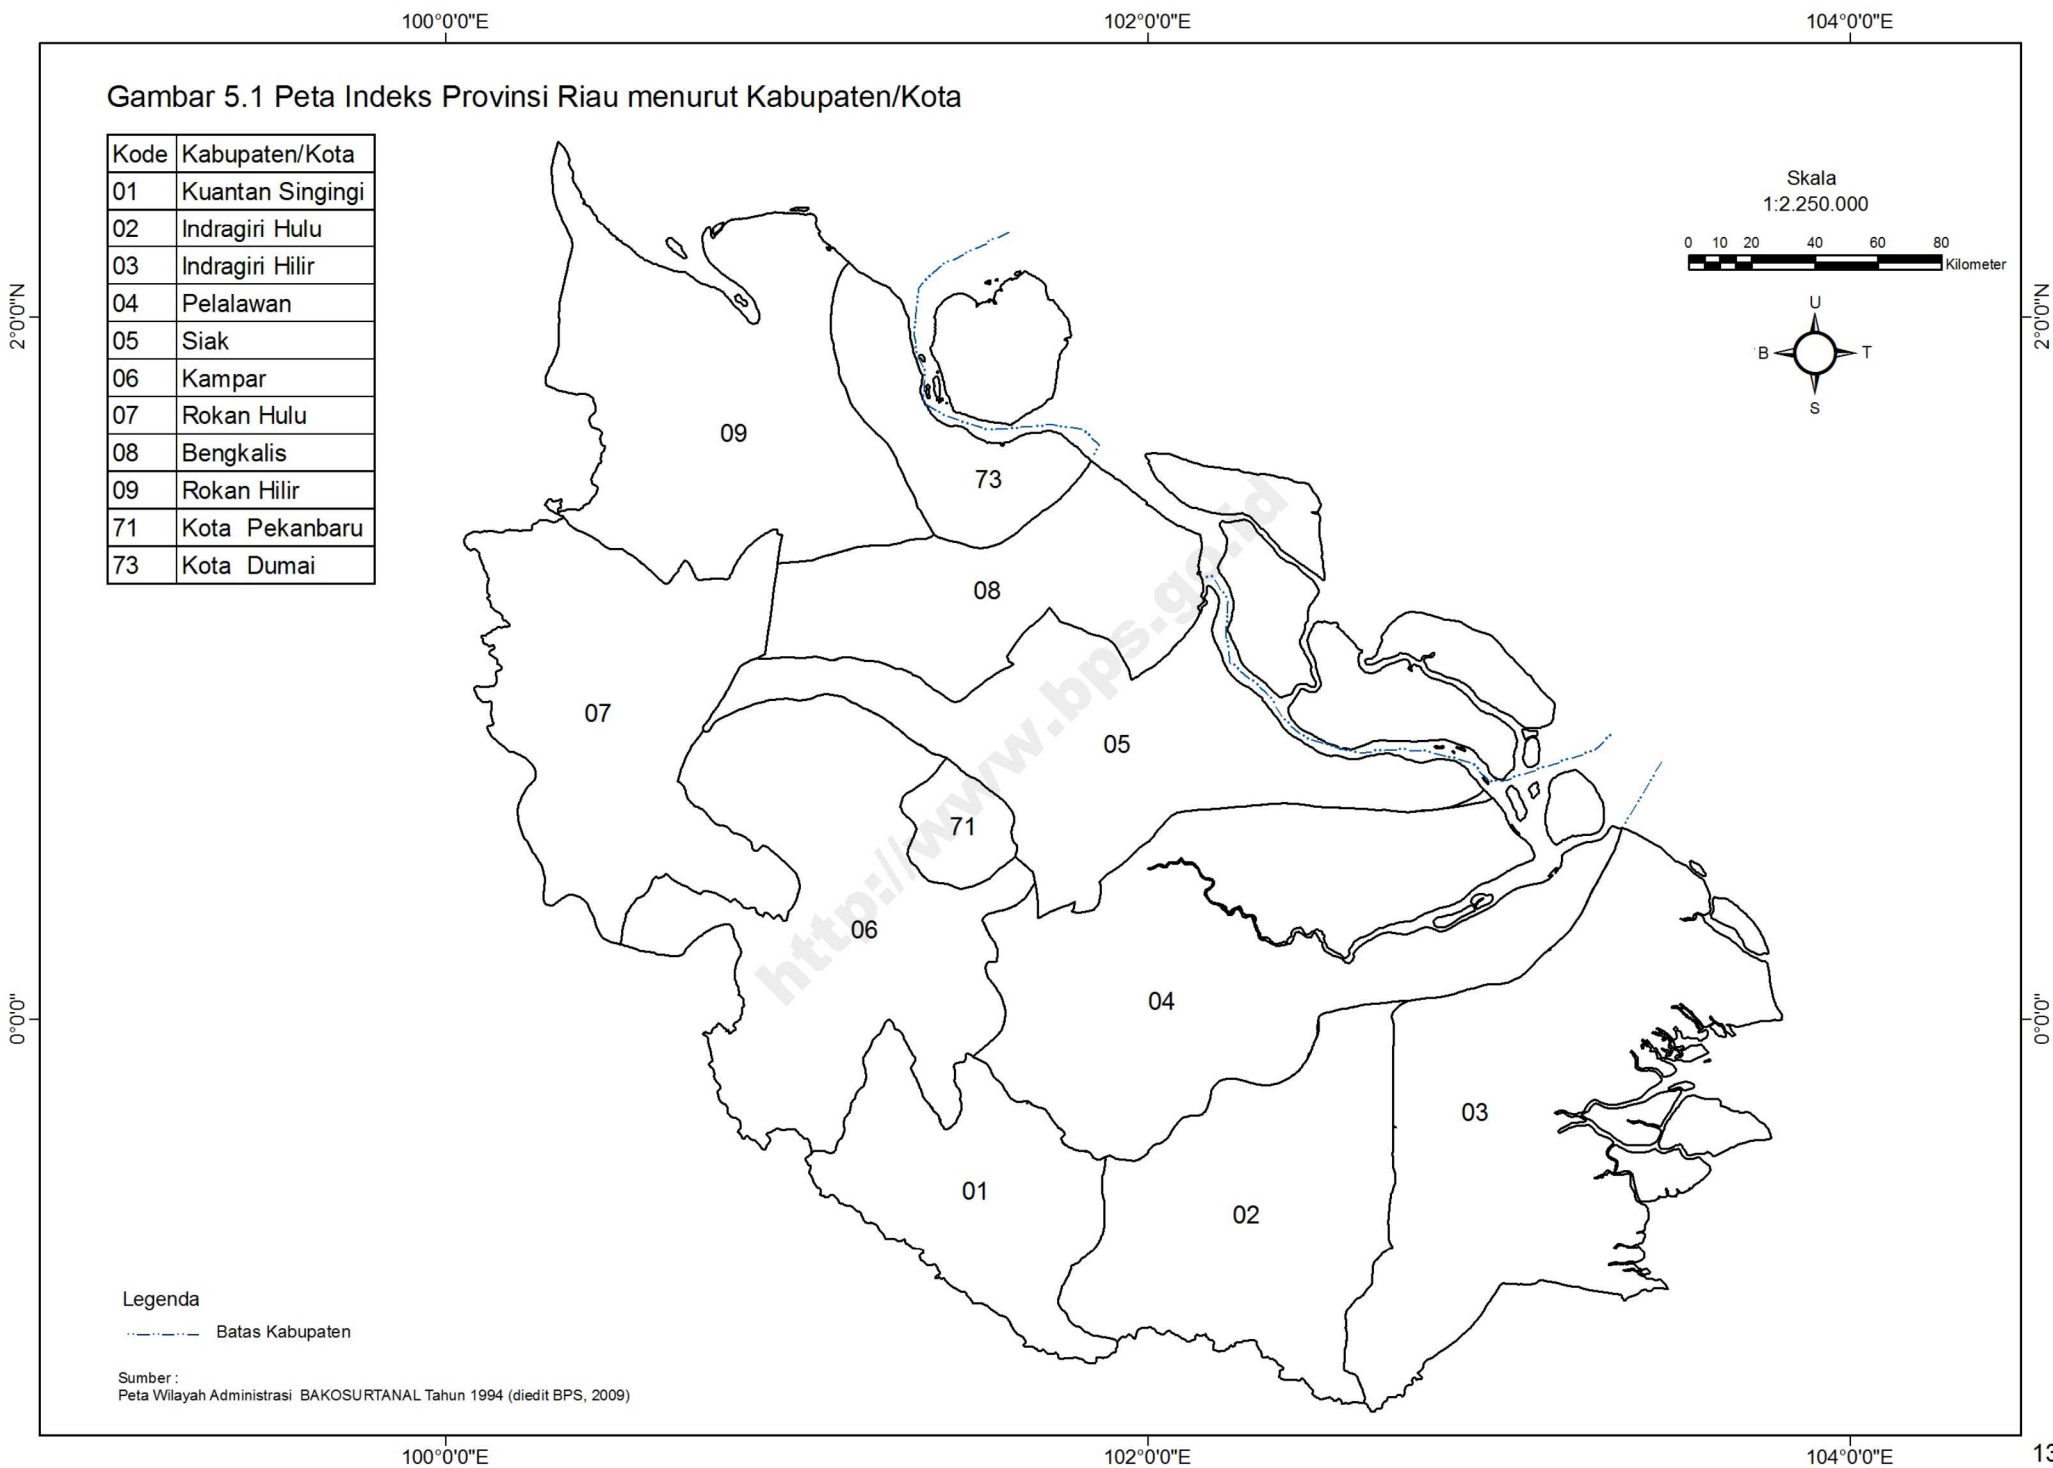 100°0'0"E 102°0'0"E 104°0'0"E
Gambar 5.1 Peta Indeks Provinsi Riau menurut Kabupaten/Kota
Kode Kabupaten/Kota
01 Kuantan Singingi
02 Indragiri Hulu
03 Indragiri Hilir
04 Pelalawan
05 Siak
06 Kampar
07 Rokan Hulu
08 Bengkalis
09 Rokan Hilir
71 Kota Pekanbaru
73 Kota Dumai
Skala
1:2.250.000
0 10 20 40 60 80
Kilometer
U
B T
S
2°0'0"N 2°0'0"N
09
73
08
07
05
71
06
04
03
01
02
0°0'0" 0°0'0"
http://www.bps.go.id
Legenda
Batas Kabupaten
Sumber :
Peta Wilayah Administrasi BAKOSURTANAL Tahun 1994 (diedit BPS, 2009)
100°0'0"E 102°0'0"E 104°0'0"E
13